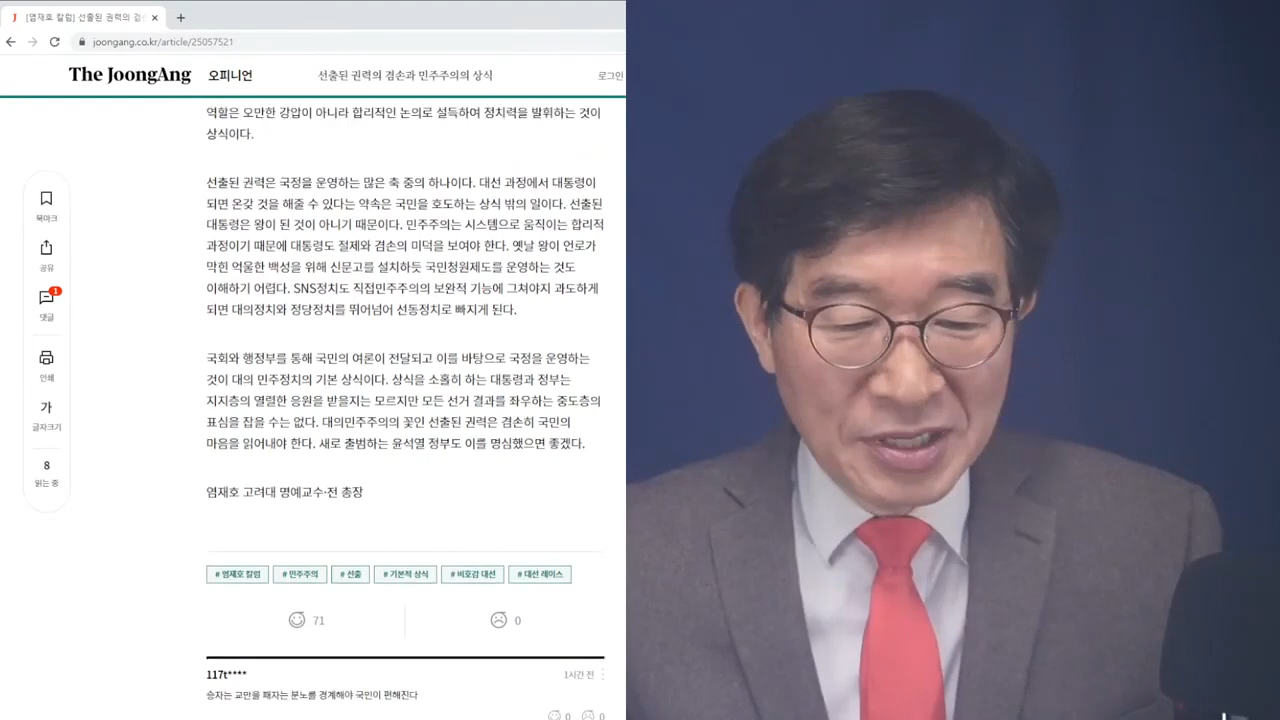 [염재호 칼럼] 선출된 권력의 겸손
joongang.co.kr/article/25057521
The JoongAng 오피니언 선출된 권력의 겸손과 민주주의의 상식 로그인
역할은 오만한 강압이 아니라 합리적인 논의로 설득하여 정치력을 발휘하는 것이
상식이다.
선출된 권력은 국정을 운영하는 많은 축 중의 하나이다. 대선 과정에서 대통령이
되면 온갖 것을 해줄 수 있다는 약속은 국민을 호도하는 상식 밖의 일이다. 선출된
대통령은 왕이 된 것이 아니기 때문이다. 민주주의는 시스템으로 움직이는 합리적
과정이기 때문에 대통령도 절제와 겸손의 미덕을 보여야 한다. 옛날 왕이 언로가
막힌 억울한 백성을 위해 신문고를 설치하듯 국민청원제도를 운영하는 것도
이해하기 어렵다. SNS정치도 직접민주주의의 보완적 기능에 그쳐야지 과도하게
되면 대의정치와 정당정치를 뛰어넘어 선동정치로 빠지게 된다.
국회와 행정부를 통해 국민의 여론이 전달되고 이를 바탕으로 국정을 운영하는
것이 대의 민주정치의 기본 상식이다. 상식을 소홀히 하는 대통령과 정부는
지지층의 열렬한 응원을 받을지는 모르지만 모든 선거 결과를 좌우하는 중도층의
표심을 잡을 수는 없다. 대의민주주의의 꽃인 선출된 권력은 겸손히 국민의
마음을 읽어내야 한다. 새로 출범하는 윤석열 정부도 이를 명심했으면 좋겠다.
염재호 고려대 명예교수·전 총장
북마크
공유
1
댓글
인쇄
가
글자크기
8
읽는 중
# 염재호 칼럼 # 민주주의 # 선출 # 기본적 상식 # 비호감 대선 # 대선 레이스
71 0
117t**** 1시간 전
승자는 교만을 패자는 분노를 경계해야 국민이 편해진다
0 0